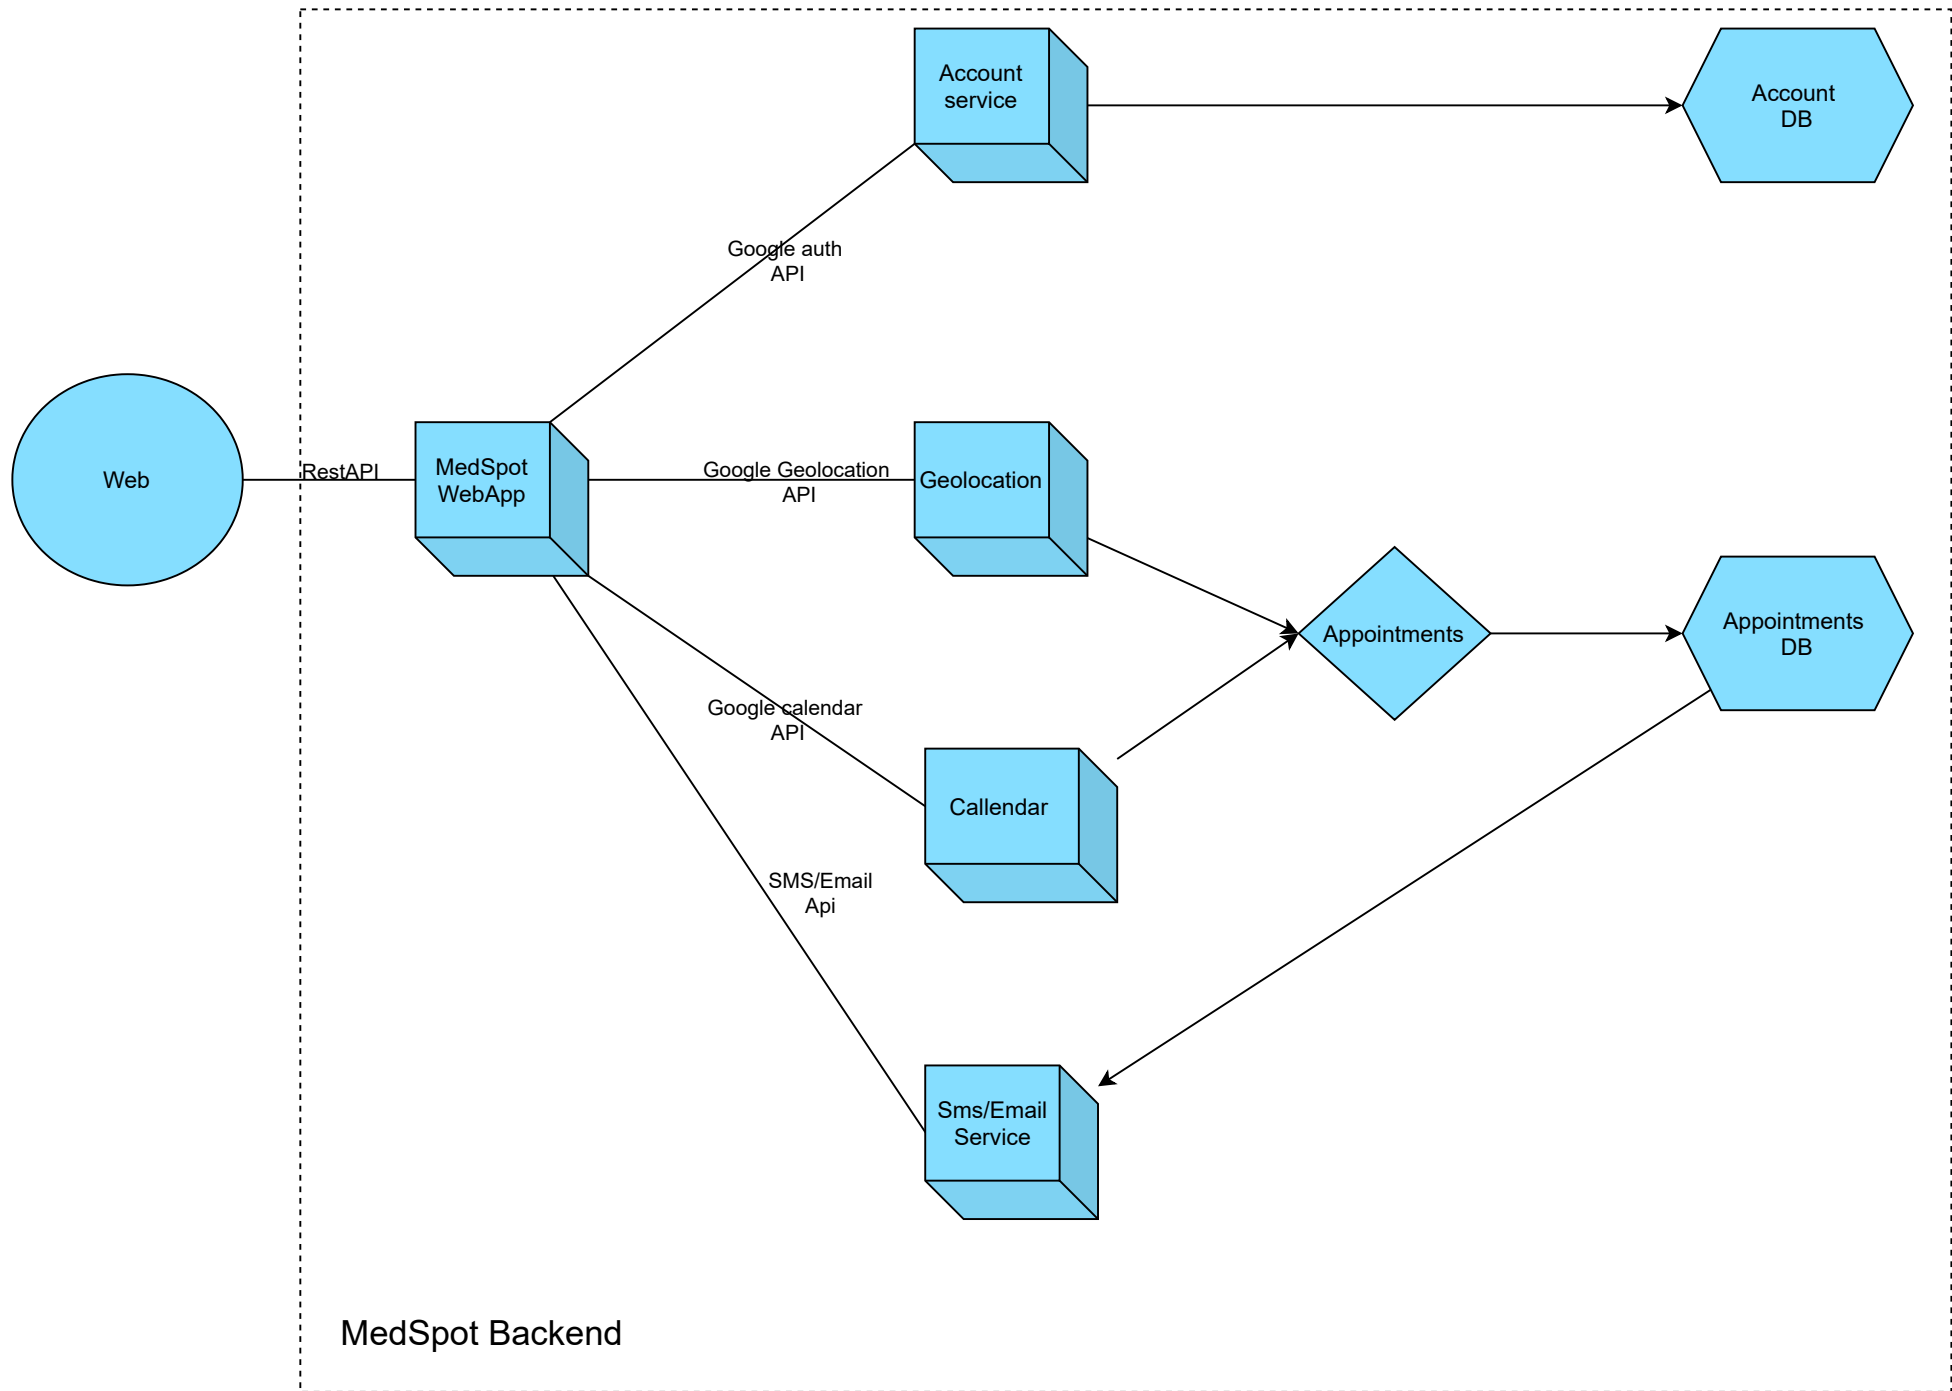 Account
service
Account
DB
Google auth
API
Web
RestAPI
MedSpot
WebApp
Google Geolocation
API
Geolocation
Appointments
Appointments
DB
Google calendar
API
Callendar
SMS/Email
Api
Sms/Email
Service
MedSpot Backend